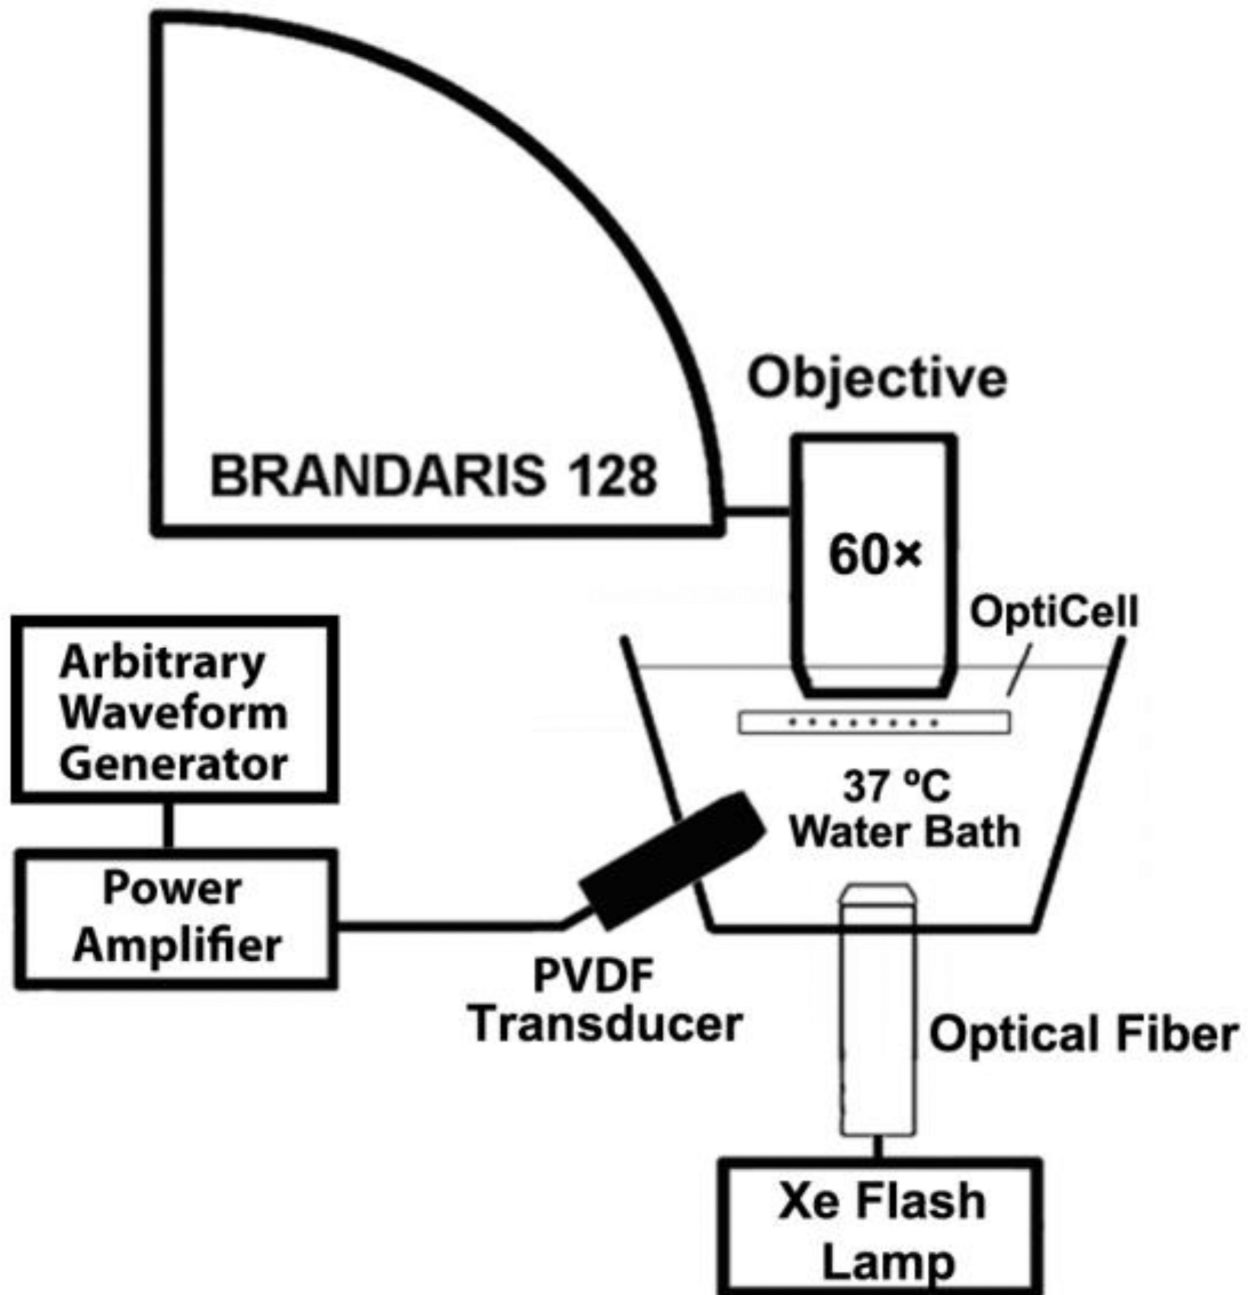 Objective
BRANDARIS 128
60×
OptiCell
Arbitrary
Waveform
Generator
37 ºC
Water Bath
Power
Amplifier
PVDF
Transducer
Optical Fiber
Xe Flash
Lamp